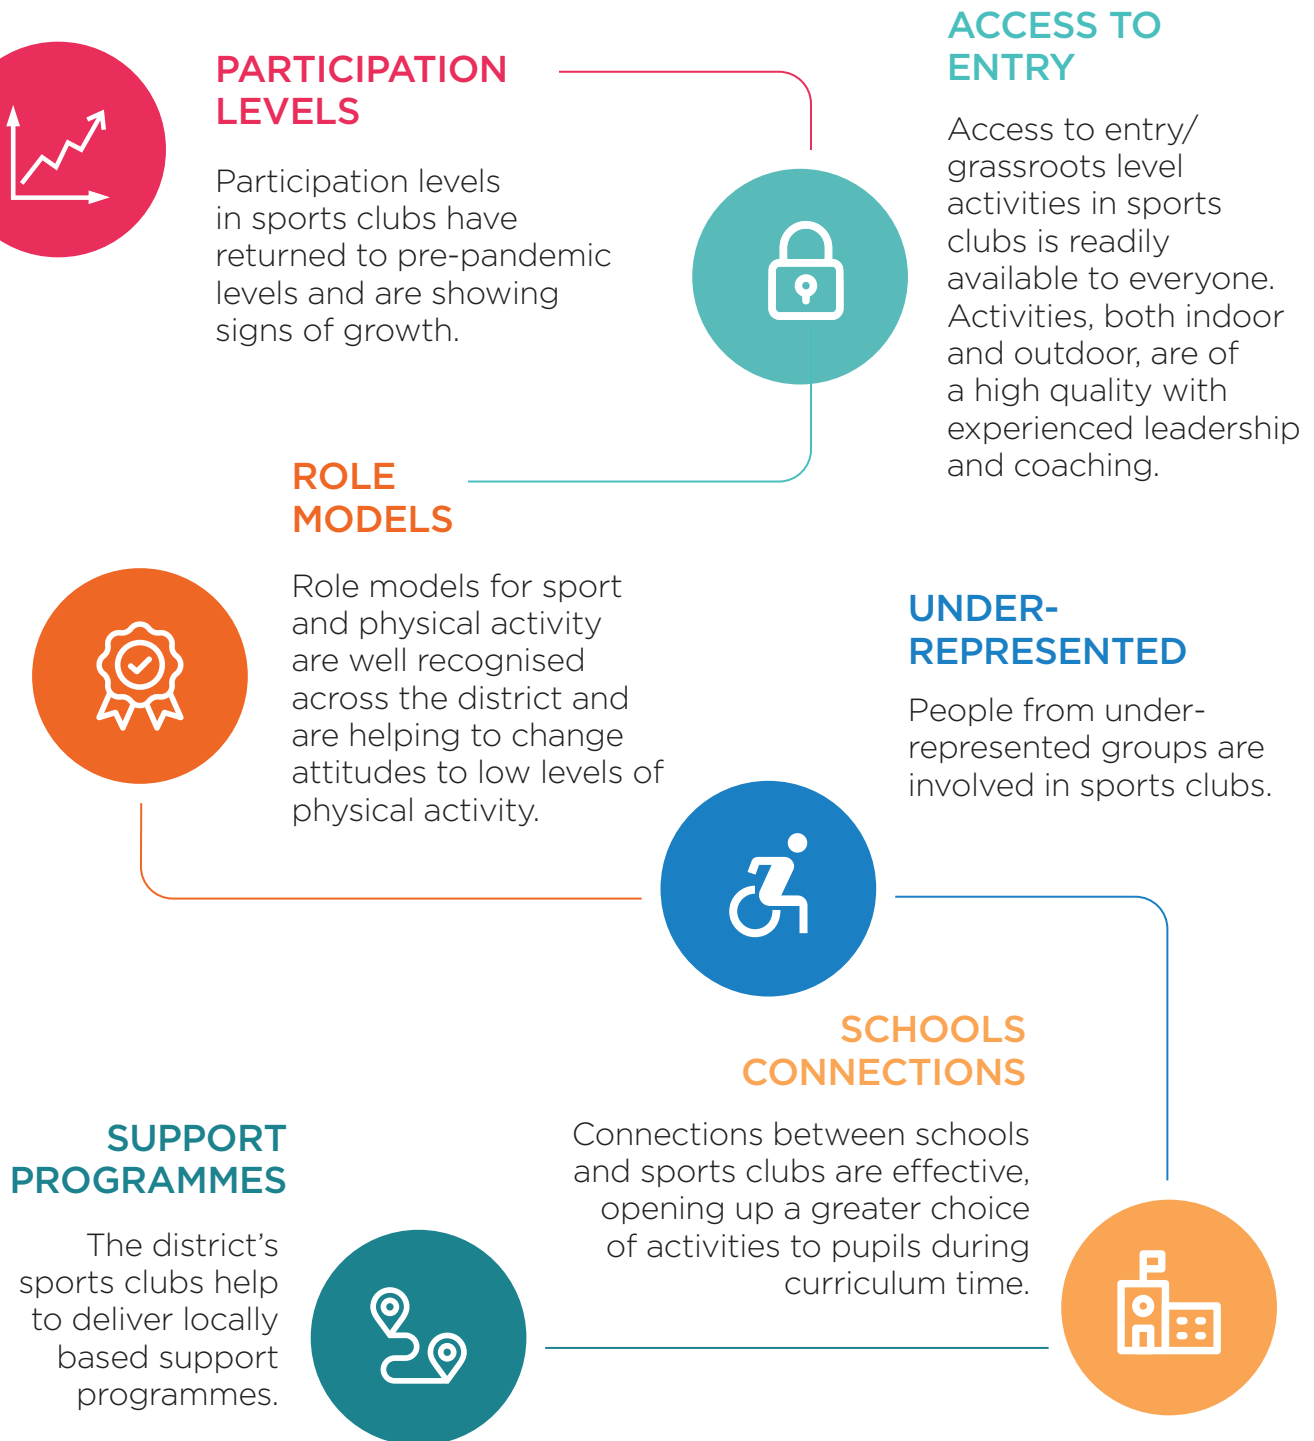 PARTICIPATION
LEVELS
Participation levels
in sports clubs have
returned to pre-pandemic
levels and are showing
signs of growth.
ACCESS TO
ENTRY
Access to entry/
grassroots level
activities in sports
clubs is readily
available to everyone.
Activities, both indoor
and outdoor, are of
a high quality with
experienced leadership
and coaching.
ROLE
MODELS
Role models for sport
and physical activity
are well recognised
across the district and
are helping to change
attitudes to low levels of
physical activity.
UNDER-
REPRESENTED
People from under-
represented groups are
involved in sports clubs.
SCHOOLS
CONNECTIONS
Connections between schools
and sports clubs are effective,
opening up a greater choice
of activities to pupils during
curriculum time.
SUPPORT
PROGRAMMES
The district’s
sports clubs help
to deliver locally
based support
programmes.